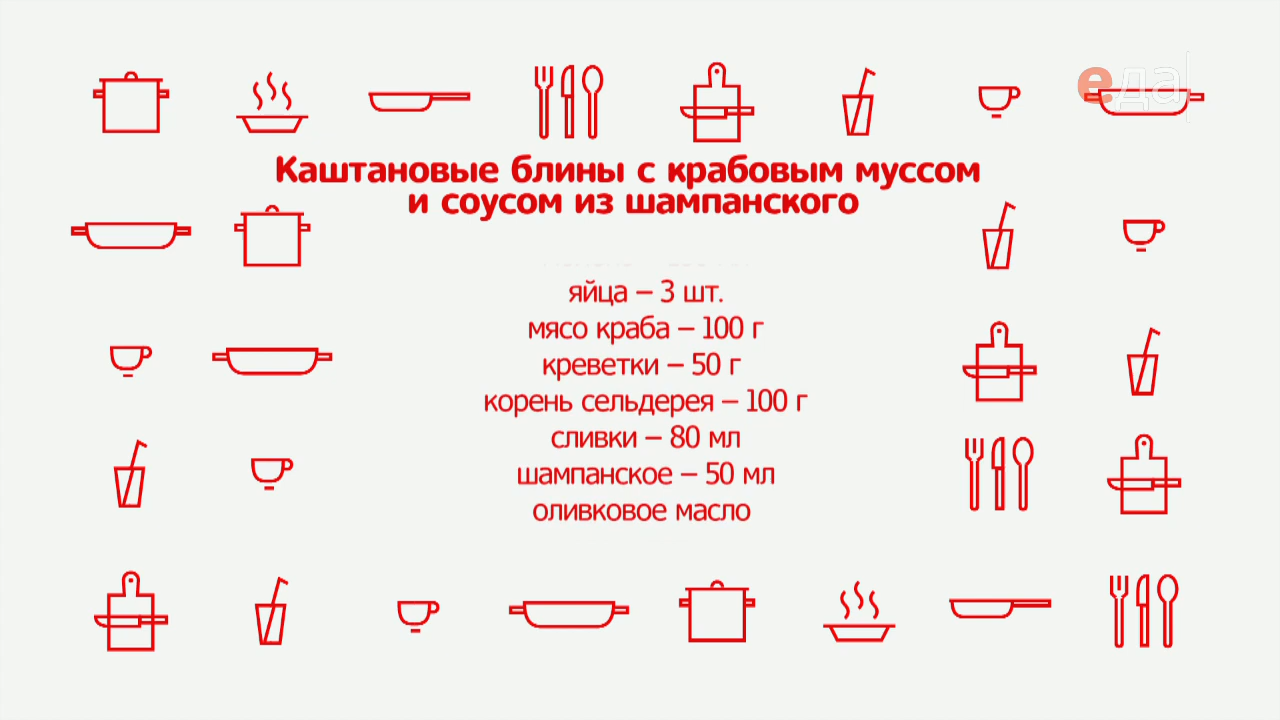 еда
Каштановые блины с крабовым муссом
и соусом из шампанского
яйца – 3 шт.
мясо краба – 100 г
креветки – 50 г
корень сельдерея – 100 г
сливки – 80 мл
шампанское – 50 мл
оливковое масло